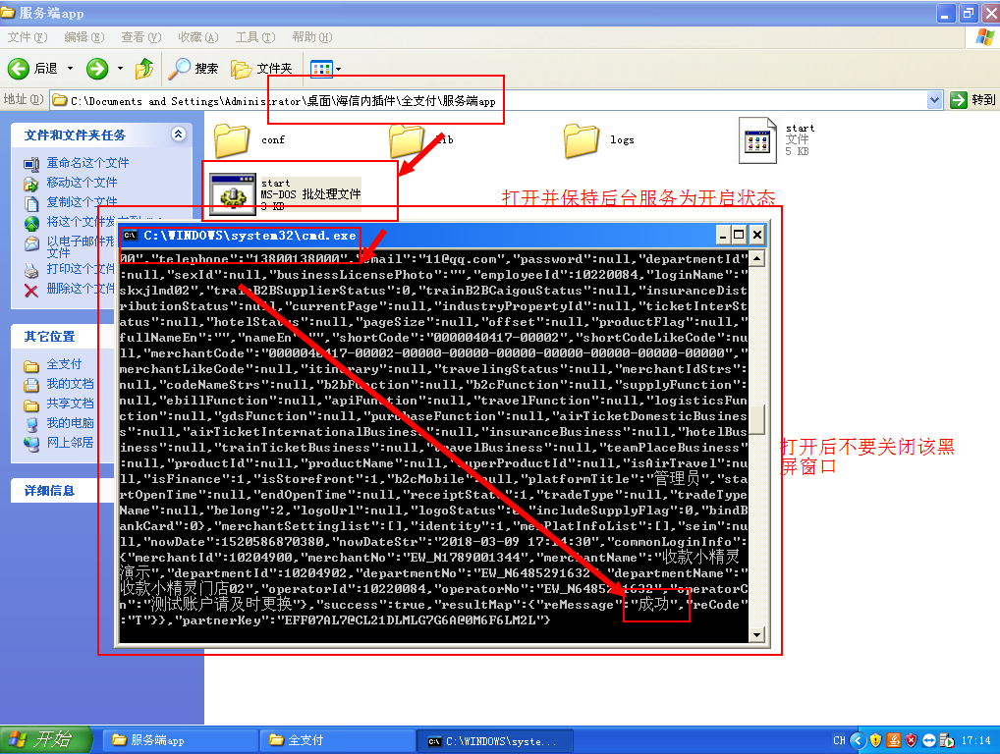 服务端app
文件(F) 编辑(E) 查看(V) 收藏(A) 工具(T) 帮助(H)
后退 搜索 文件夹
地址(D) C:\Documents and Settings\Administrator\桌面\海信内插件\全支付\服务端app 转到
文件和文件夹任务
重命名这个文件
移动这个文件
复制这个文件
将这个文件发
以电子邮件形
文件
打印这个文件
删除这个文件
其它位置
全支付
我的文档
共享文档
我的电脑
网上邻居
详细信息
conf
lib
logs
start
文件
5 KB
start
MS-DOS 批处理文件
3 KB
打开并保持后台服务为开启状态
C:\WINDOWS\system32\cmd.exe
00","telephone":"13800138000","email":"11@qq.com","password":null,"departmentId"
:null,"sexId":null,"businessLicensePhoto":"","employeeId":10220084,"loginName":"
skxjlmd02","trainB2BSupplierStatus":0,"trainB2BCaigouStatus":null,"insuranceDist
ributionStatus":null,"currentPage":null,"industryPropertyId":null,"ticketInterSt
atus":null,"hotelStatus":null,"pageSize":null,"offset":null,"productFlag":null,"
fullNameEn":"","nameEn":"","shortCode":"0000040417-00002","shortCodeLikeCode":nu
ll,"merchantCode":"0000040417-00002-00000-00000-00000-00000-00000-00000-00000","
merchantLikeCode":null,"itinerary":null,"travelingStatus":null,"merchantIdStrs":
null,"codeNameStrs":null,"b2bFunction":null,"b2cFunction":null,"supplyFunction":
null,"ebillFunction":null,"apiFunction":null,"travelFunction":null,"logisticsFun
ction":null,"gdsFunction":null,"purchaseFunction":null,"airTicketDomesticBusines
s":null,"airTicketInternationalBusiness":null,"insuranceBusiness":null,"hotelBus
iness":null,"trainTicketBusiness":null,"travelBusiness":null,"teamPlaceBusiness"
:null,"productId":null,"productName":null,"superProductId":null,"isAirTravel":nu
ll,"isFinance":1,"isStorefront":1,"b2cMobile":null,"platformTitle":"管理员","sta
rtOpenTime":null,"endOpenTime":null,"receiptStat":1,"tradeType":null,"tradeType
Name":null,"belong":2,"logoUrl":null,"logoStatus":0,"includeSupplyFlag":0,"bindB
ankCard":0},"merchantSettinglist":[],"identity":1,"merPlatInfoList":[],"seim":nu
ll,"nowDate":1520586870380,"nowDateStr":"2018-03-09 17:14:30","commonLoginInfo":
{"merchantId":10204900,"merchantNo":"EW_N1789001344","merchantName":"收款小精灵
演示","departmentId":10204902,"departmentNo":"EW_N6485291632","departmentName":"
收款小精灵门店02","operatorId":10220084,"operatorNo":"EW_N6485291632","operatorC
n":"测试账户请及时更换"},"success":true,"resultMap":{"reMessage":"成功","reCode"
:"T"}},"partnerKey":"EFF07AL7@CL21DLMLG7G6A@0M6F6LM2L"}
打开后不要关闭该黑
屏窗口
开始 服务端app 全支付 C:\WINDOWS\syste... CH 17:14